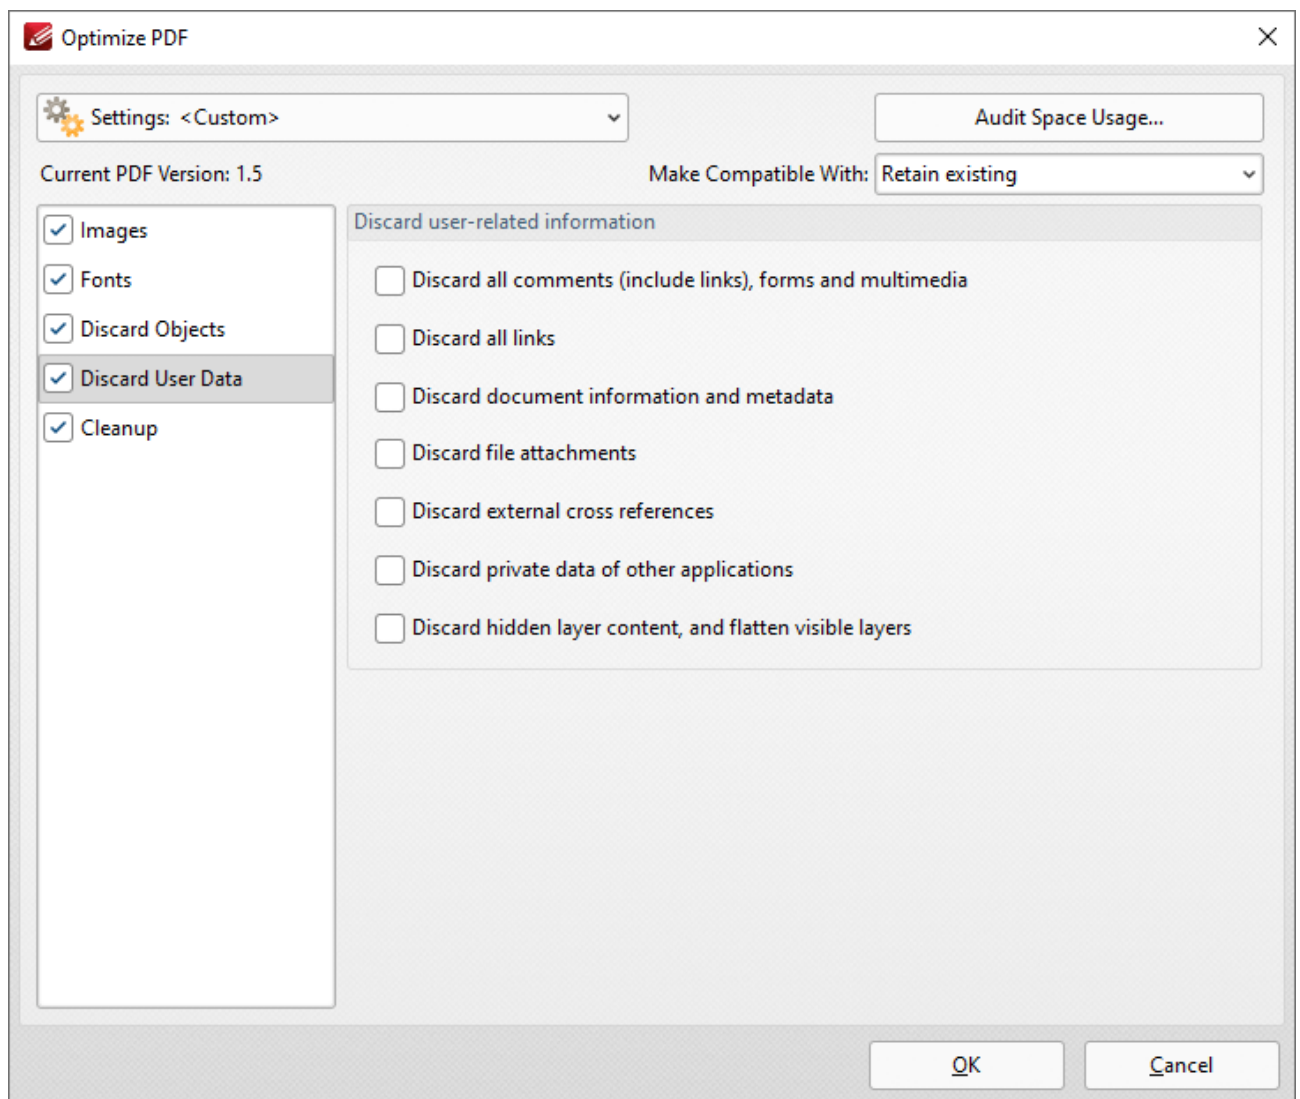 Optimize PDF
Settings: <Custom>
Audit Space Usage...
Current PDF Version: 1.5
Make Compatible With: Retain existing
Images
Fonts
Discard Objects
Discard User Data
Cleanup
Discard user-related information
Discard all comments (include links), forms and multimedia
Discard all links
Discard document information and metadata
Discard file attachments
Discard external cross references
Discard private data of other applications
Discard hidden layer content, and flatten visible layers
OK
Cancel